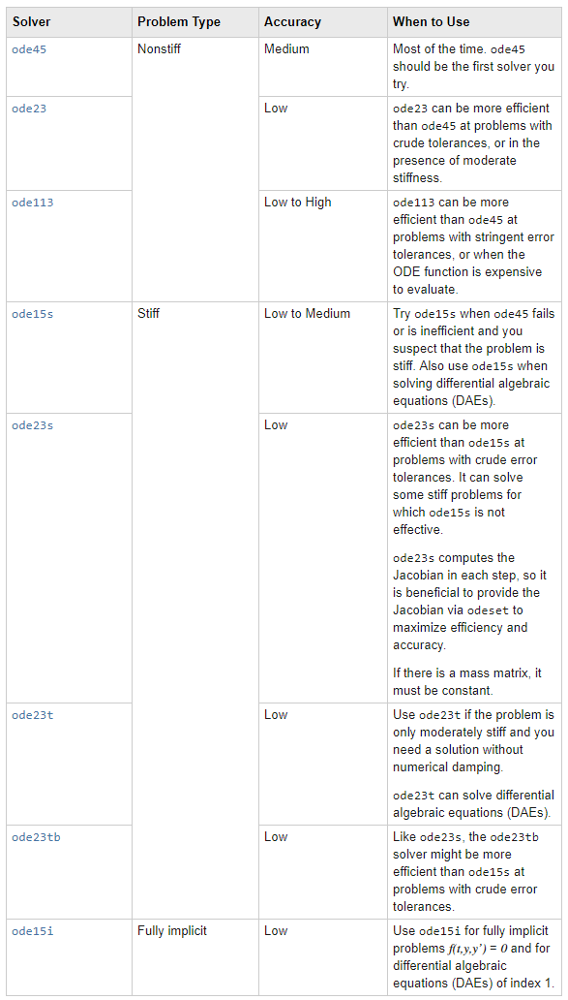 Solver Problem Type Accuracy When to Use
ode45 Nonstiff Medium Most of the time. ode45
should be the first solver you
try.
ode23 Low ode23 can be more efficient
than ode45 at problems with
crude tolerances, or in the
presence of moderate
stiffness.
ode113 Low to High ode113 can be more
efficient than ode45 at
problems with stringent error
tolerances, or when the
ODE function is expensive
to evaluate.
ode15s Stiff Low to Medium Try ode15s when ode45 fails
or is inefficient and you
suspect that the problem is
stiff. Also use ode15s when
solving differential algebraic
equations (DAEs).
ode23s Low ode23s can be more
efficient than ode15s at
problems with crude error
tolerances. It can solve
some stiff problems for
which ode15s is not
effective.
ode23s computes the
Jacobian in each step, so it
is beneficial to provide the
Jacobian via odeset to
maximize efficiency and
accuracy.
If there is a mass matrix, it
must be constant.
ode23t Low Use ode23t if the problem is
only moderately stiff and you
need a solution without
numerical damping.
ode23t can solve differential
algebraic equations (DAEs).
ode23tb Low Like ode23s, the ode23tb
solver might be more
efficient than ode15s at
problems with crude error
tolerances.
ode15i Fully implicit Low Use ode15i for fully implicit
problems f(t,y,y’) = 0 and for
differential algebraic
equations (DAEs) of index 1.